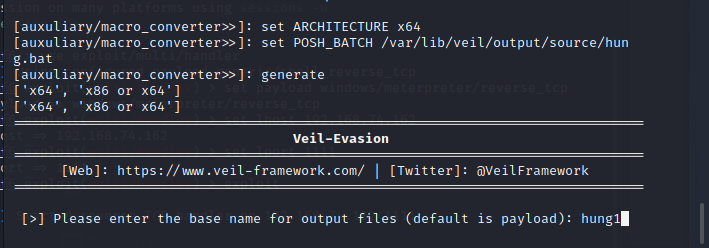 [auxuliary/macro_converter>>]: set ARCHITECTURE x64
[auxuliary/macro_converter>>]: set POSH_BATCH /var/lib/veil/output/source/hun
g.bat
[auxuliary/macro_converter>>]: generate
['x64', 'x86 or x64']
['x64', 'x86 or x64']
Veil-Evasion
[Web]: https://www.veil-framework.com/ | [Twitter]: @VeilFramework
[>] Please enter the base name for output files (default is payload): hung1